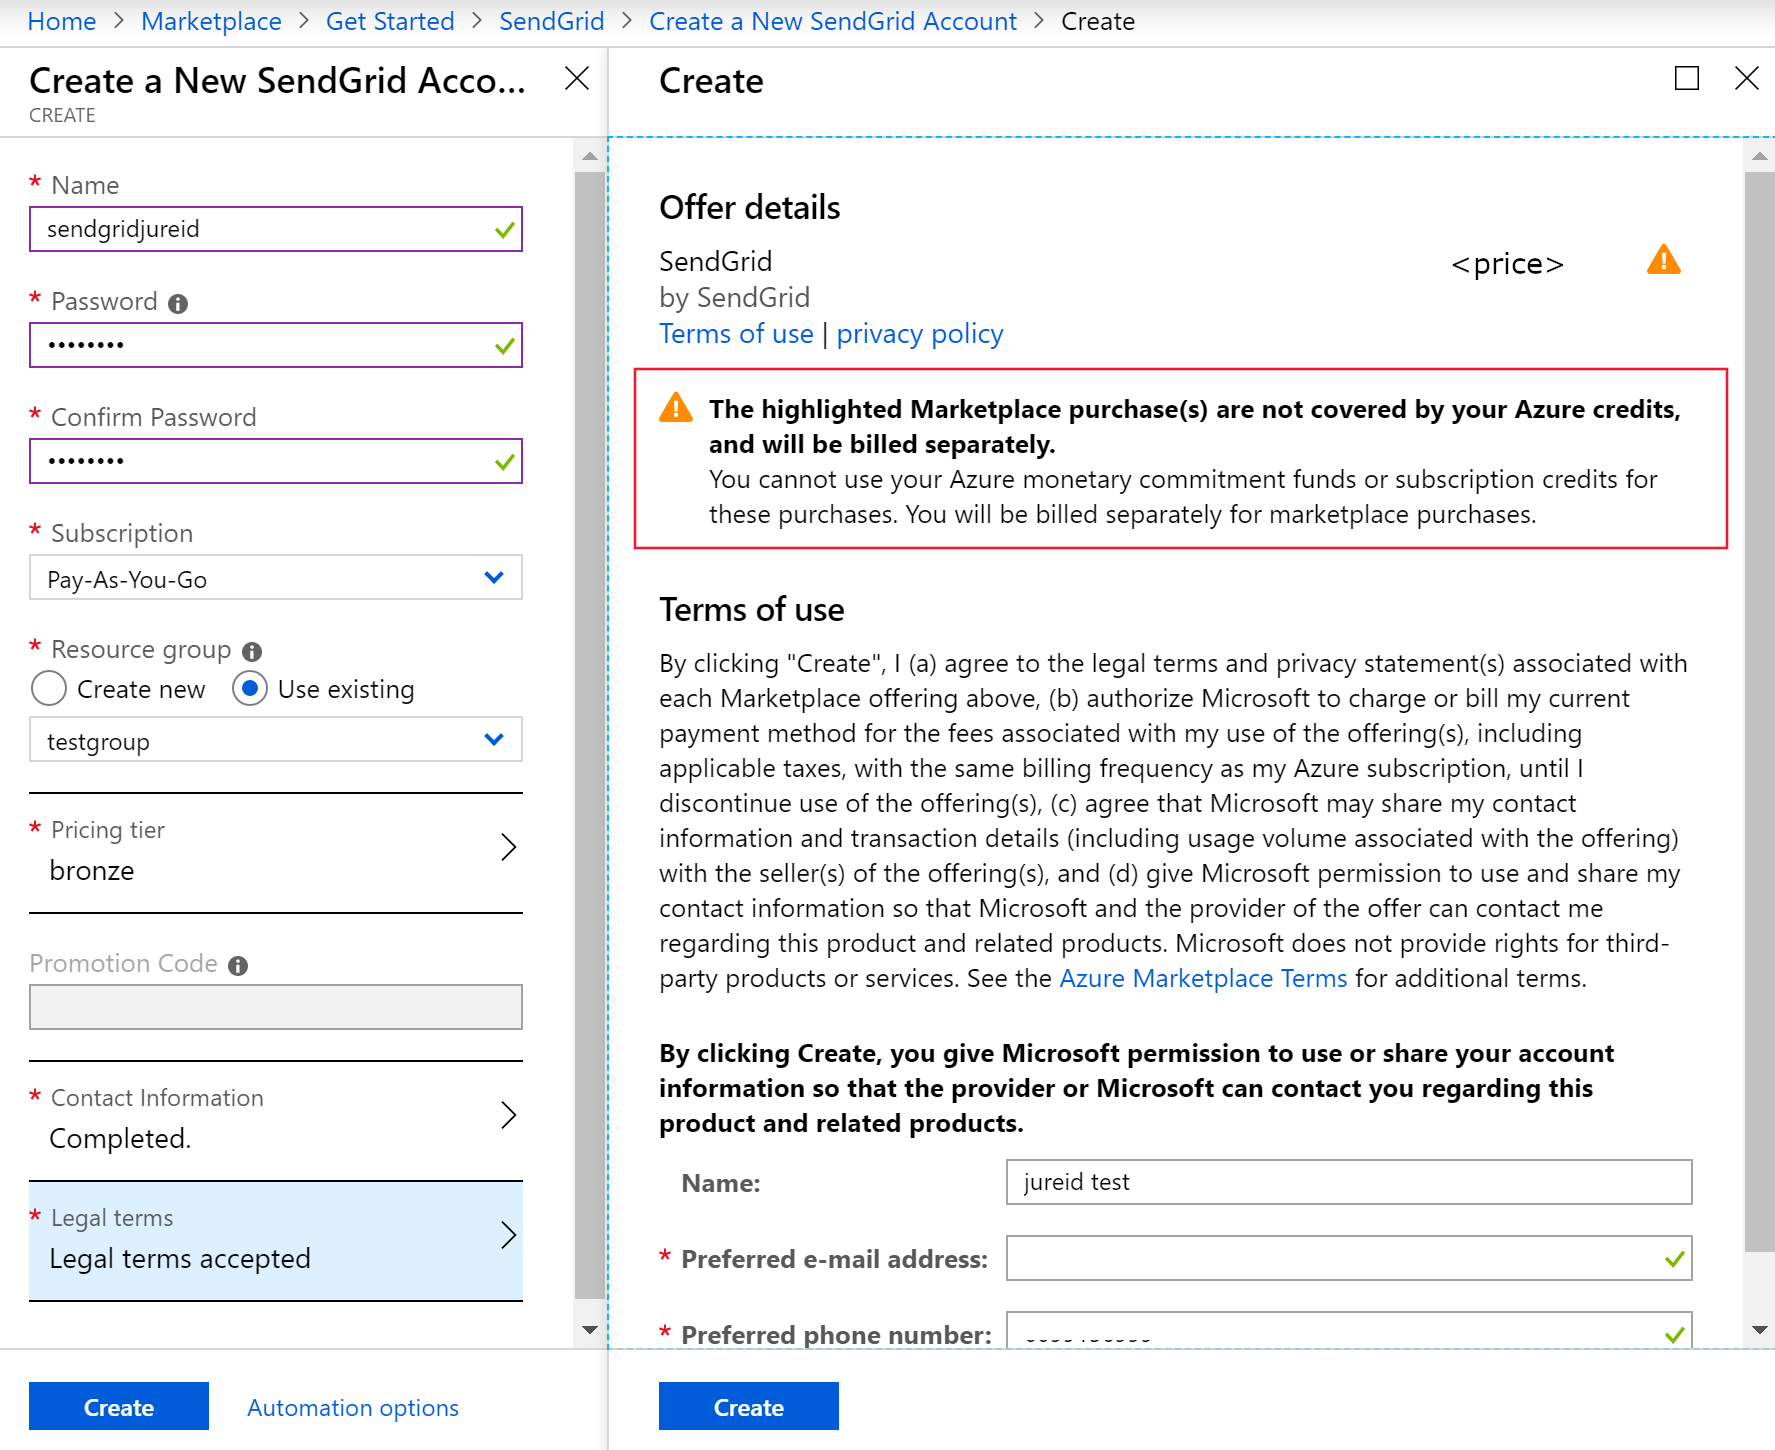 Home > Marketplace > Get Started > SendGrid > Create a New SendGrid Account > Create
Create a New SendGrid Acco...
CREATE
* Name
sendgridjureid
* Password
••••••••
* Confirm Password
••••••••
* Subscription
Pay-As-You-Go
* Resource group
Create new Use existing
testgroup
* Pricing tier
bronze
Promotion Code
* Contact Information
Completed.
* Legal terms
Legal terms accepted
Create Automation options
Create
Offer details
SendGrid <price>
by SendGrid
Terms of use | privacy policy
The highlighted Marketplace purchase(s) are not covered by your Azure credits,
and will be billed separately.
You cannot use your Azure monetary commitment funds or subscription credits for
these purchases. You will be billed separately for marketplace purchases.
Terms of use
By clicking "Create", I (a) agree to the legal terms and privacy statement(s) associated with
each Marketplace offering above, (b) authorize Microsoft to charge or bill my current
payment method for the fees associated with my use of the offering(s), including
applicable taxes, with the same billing frequency as my Azure subscription, until I
discontinue use of the offering(s), (c) agree that Microsoft may share my contact
information and transaction details (including usage volume associated with the offering)
with the seller(s) of the offering(s), and (d) give Microsoft permission to use and share my
contact information so that Microsoft and the provider of the offer can contact me
regarding this product and related products. Microsoft does not provide rights for third-
party products or services. See the Azure Marketplace Terms for additional terms.
By clicking Create, you give Microsoft permission to use or share your account
information so that the provider or Microsoft can contact you regarding this
product and related products.
Name: jureid test
* Preferred e-mail address:
* Preferred phone number:
Create